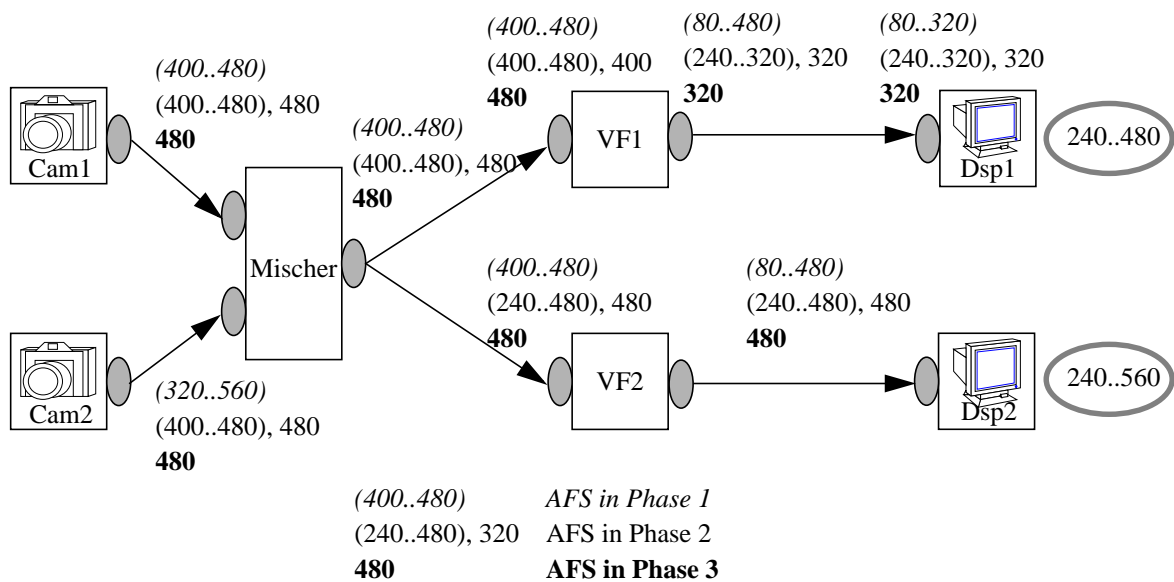 (400..480)
(400..480), 480
480
Cam1
(400..480)
(400..480), 480
480
Mischer
(400..480)
(400..480), 400
480
VF1
(80..480)
(240..320), 320
320
(80..320)
(240..320), 320
320
Dsp1
240..480
Cam2
(320..560)
(400..480), 480
480
(400..480)
(240..480), 480
480
VF2
(80..480)
(240..480), 480
480
Dsp2
240..560
(400..480) AFS in Phase 1
(240..480), 320 AFS in Phase 2
480 AFS in Phase 3